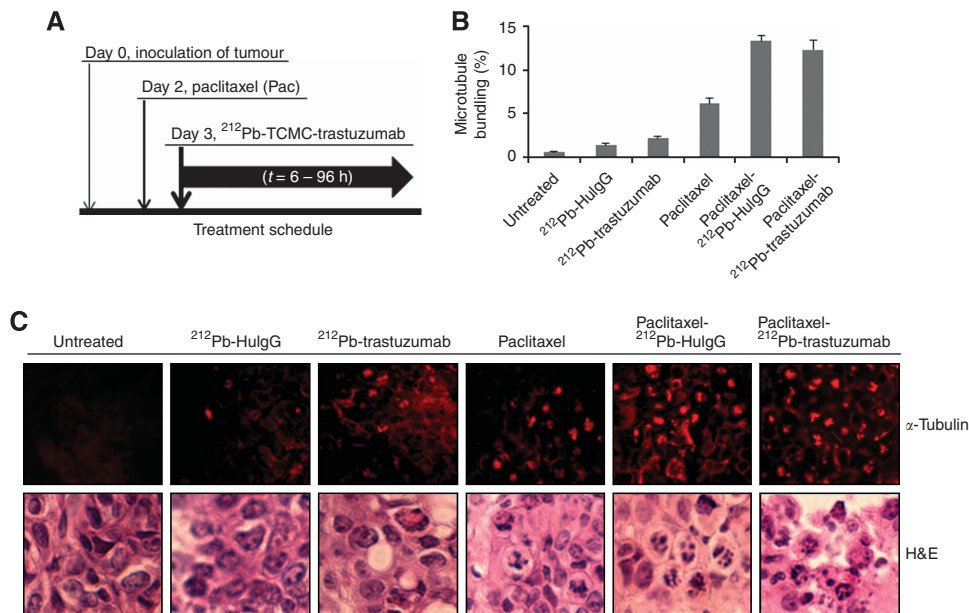 A
Day 0, inoculation of tumour
Day 2, paclitaxel (Pac)
Day 3, ²¹²Pb-TCMC-trastuzumab
(t = 6 – 96 h)
Treatment schedule
B
Microtubule
bundling (%)
15
10
5
0
Untreated
²¹²Pb-HuIgG
²¹²Pb-trastuzumab
Paclitaxel
Paclitaxel-
²¹²Pb-HuIgG
Paclitaxel-
²¹²Pb-trastuzumab
C
Untreated
²¹²Pb-HuIgG
²¹²Pb-trastuzumab
Paclitaxel
Paclitaxel-
²¹²Pb-HuIgG
Paclitaxel-
²¹²Pb-trastuzumab
α-Tubulin
H&E